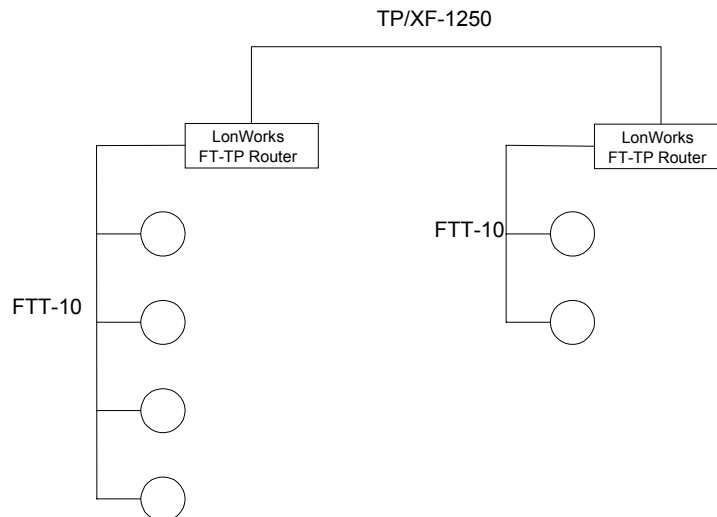 TP/XF-1250
LonWorks
FT-TP Router
LonWorks
FT-TP Router
FTT-10
FTT-10